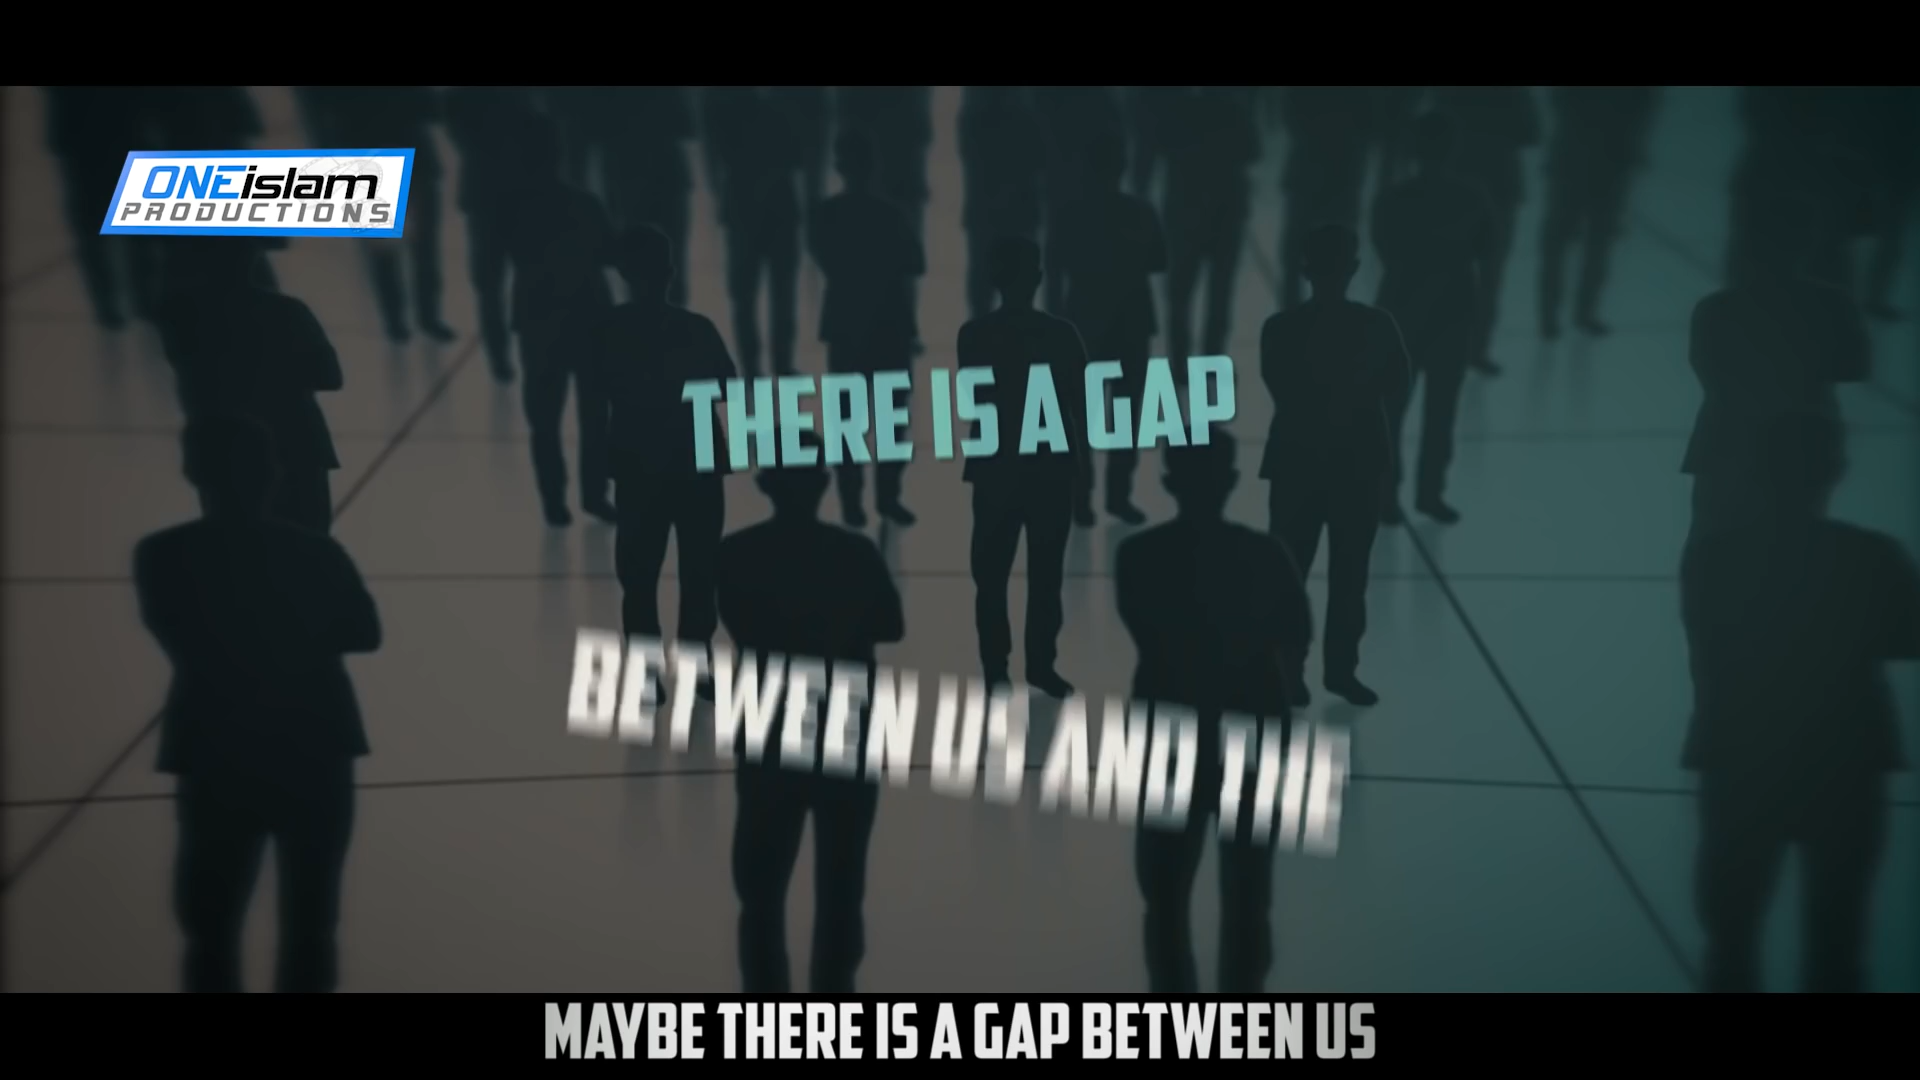 ONEislam
PRODUCTIONS
THERE IS A GAP
BETWEEN US AND THE
MAYBE THERE IS A GAP BETWEEN US